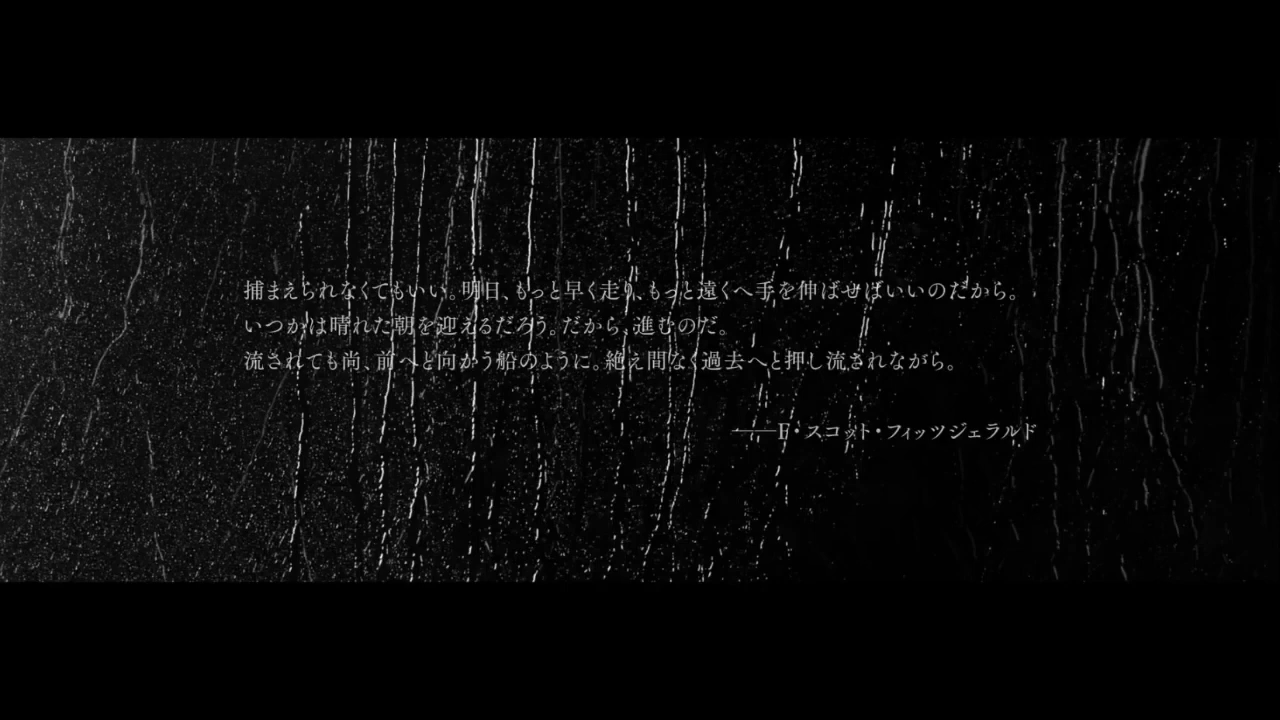 捕まえられなくてもいい。明日、もっと早く走り、もっと遠くへ手を伸ばせばいいのだから。
いつかは晴れた朝を迎えるだろう。だから、進むのだ。
流されても尚、前へと向かう船のように。絶え間なく過去へと押し流されながら。
――F・スコット・フィッツジェラルド